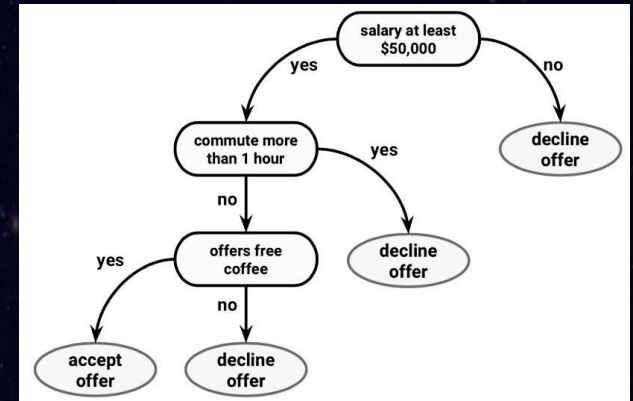 salary at least
$50,000
yes
no
commute more
than 1 hour
yes
decline
offer
no
offers free
coffee
decline
offer
yes
no
accept
offer
decline
offer